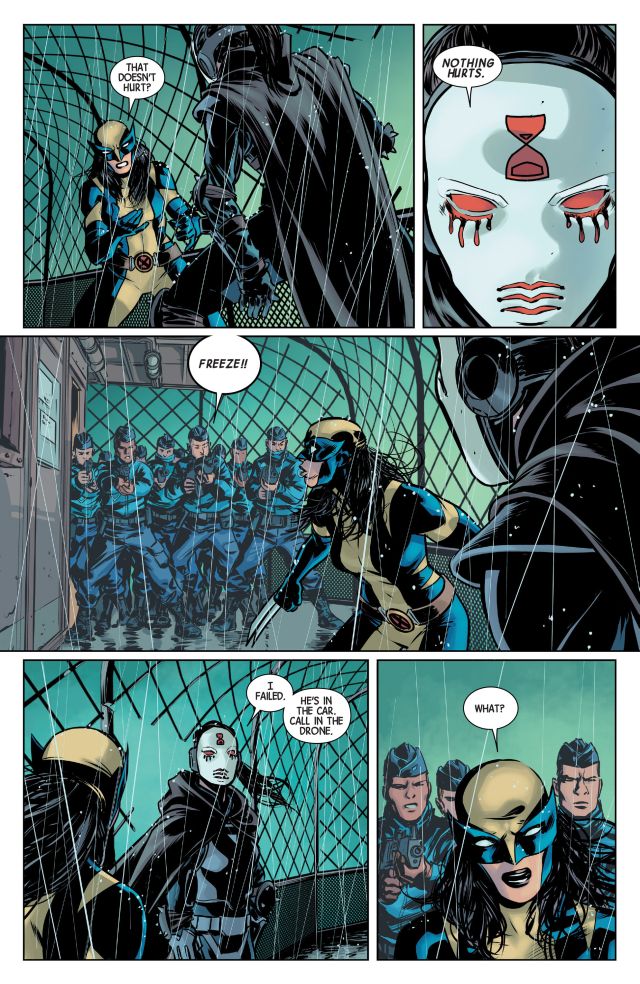 THAT
DOESN'T
HURT?
NOTHING
HURTS.
FREEZE!!
I
FAILED.
HE'S
IN THE
CAR.
CALL IN
THE
DRONE.
WHAT?